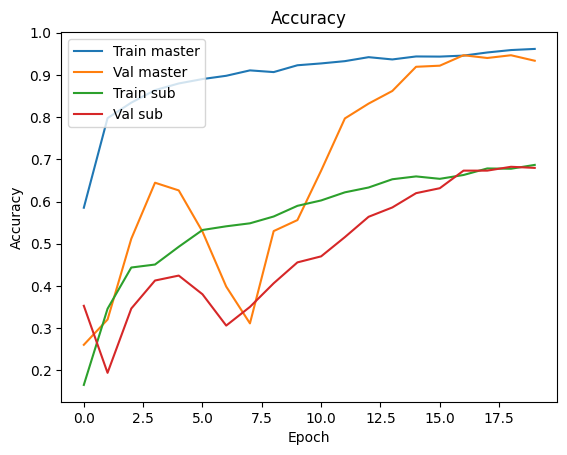 Accuracy
Train master
Val master
Train sub
Val sub
Accuracy
1.0
0.9
0.8
0.7
0.6
0.5
0.4
0.3
0.2
0.0 2.5 5.0 7.5 10.0 12.5 15.0 17.5
Epoch